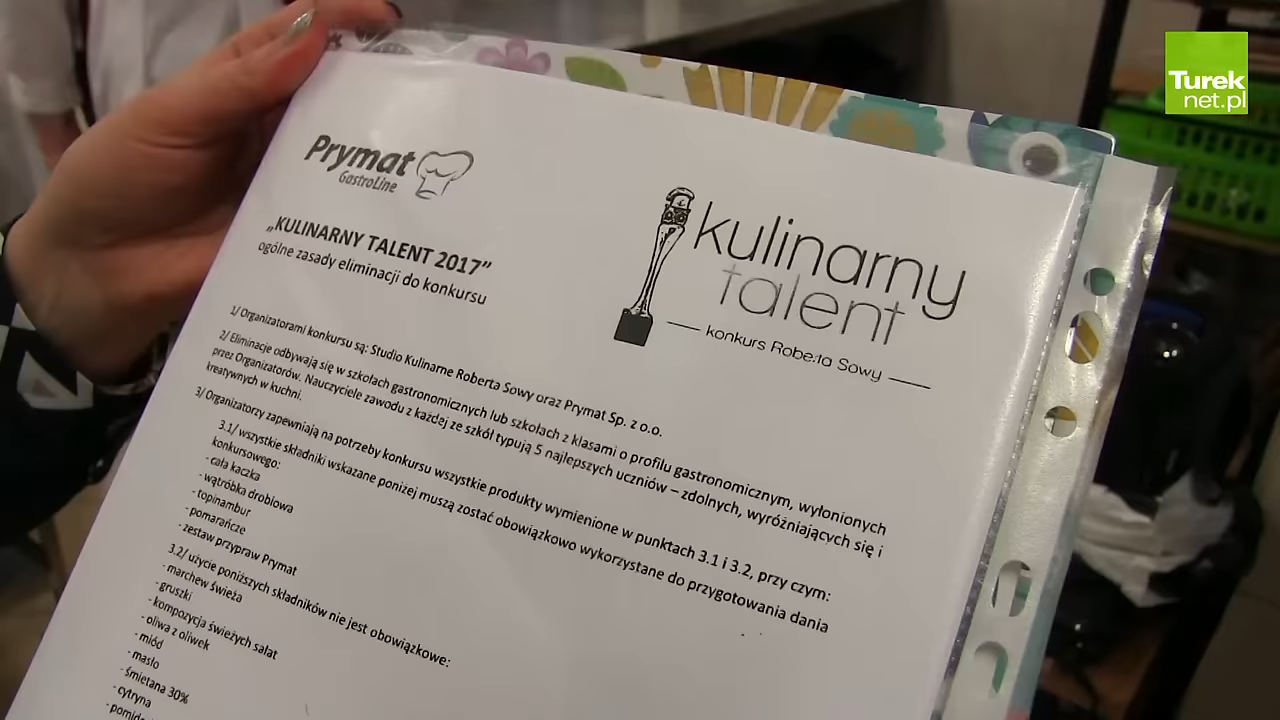 Turek
net.pl
Prymat
GastroLine
kulinarny
talent
konkurs Roberta Sowy
„KULINARNY TALENT 2017”
ogólne zasady eliminacji do konkursu
1/ Organizatorami konkursu są: Studio Kulinarne Roberta Sowy oraz Prymat Sp. z o.o.
2/ Eliminacje odbywają się w szkołach gastronomicznych lub szkołach z klasami o profilu gastronomicznym, wyłonionych
przez Organizatorów. Nauczyciele zawodu z każdej ze szkół typują 5 najlepszych uczniów – zdolnych, wyróżniających się i
kreatywnych w kuchni.
3/ Organizatorzy zapewniają na potrzeby konkursu wszystkie produkty wymienione w punktach 3.1 i 3.2, przy czym:
3.1/ wszystkie składniki wskazane poniżej muszą zostać obowiązkowo wykorzystane do przygotowania dania
konkursowego:
- cała kaczka
- wątróbka drobiowa
- topinambur
- pomarańcze
- zestaw przypraw Prymat
3.2/ użycie poniższych składników nie jest obowiązkowe:
- marchew świeża
- gruszki
- kompozycja świeżych sałat
- oliwa z oliwek
- miód
- masło
- śmietana 30%
- cytryna